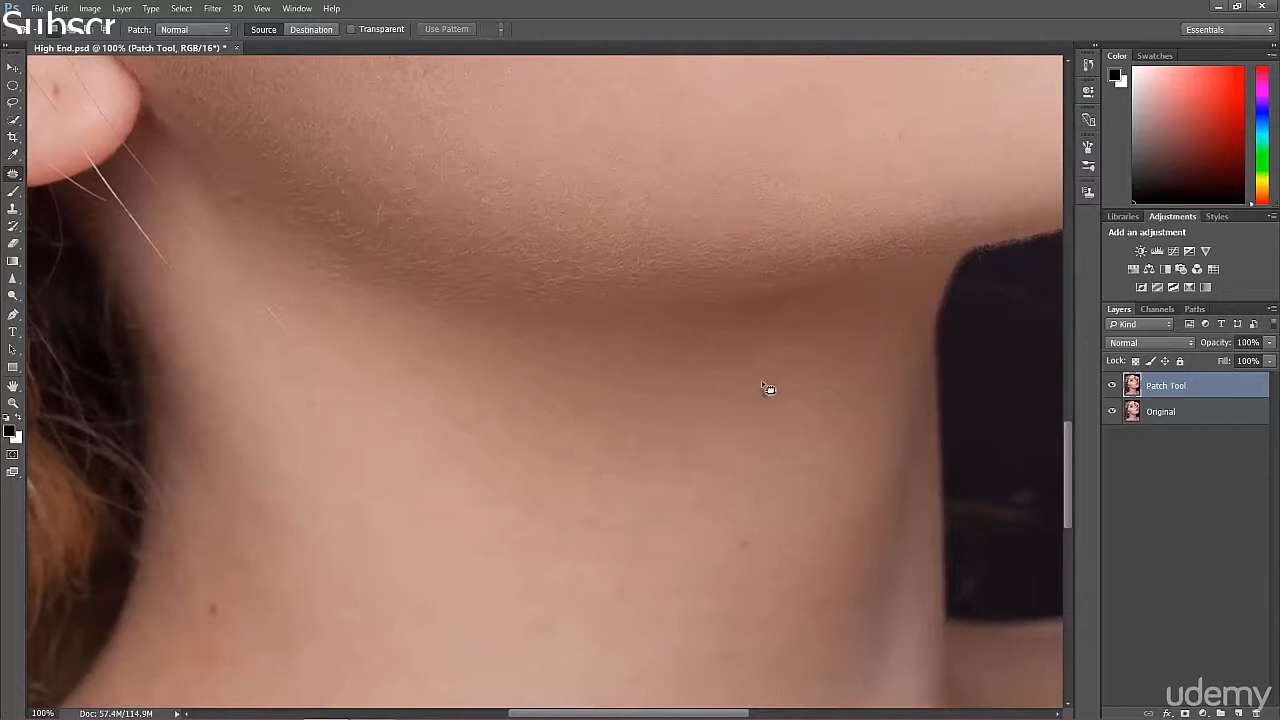 Ps File Edit Image Layer Type Select Filter 3D View Window Help
Subscr
Patch: Normal Source Destination Transparent Use Pattern Essentials
High End.psd @ 100% (Patch Tool, RGB/16*) *
Color Swatches
Libraries Adjustments Styles
Add an adjustment
Layers Channels Paths
Kind
Normal Opacity: 100%
Lock: Fill: 100%
Patch Tool
Original
udemy
100% Doc: 57.4M/114.9M